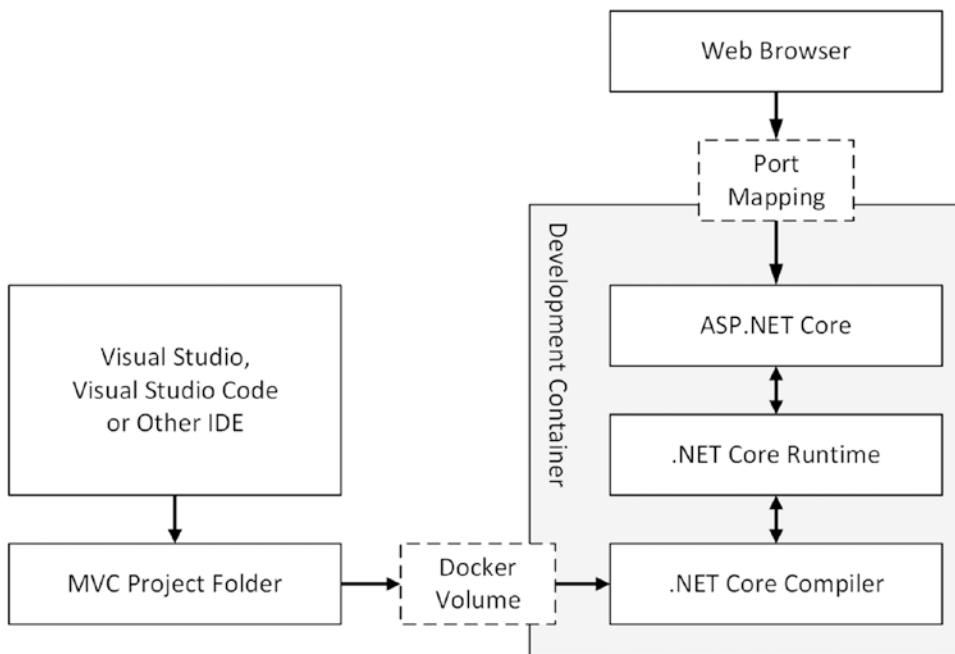 Web Browser
Port
Mapping
Development Container
ASP.NET Core
Visual Studio,
Visual Studio Code
or Other IDE
.NET Core Runtime
MVC Project Folder
Docker
Volume
.NET Core Compiler